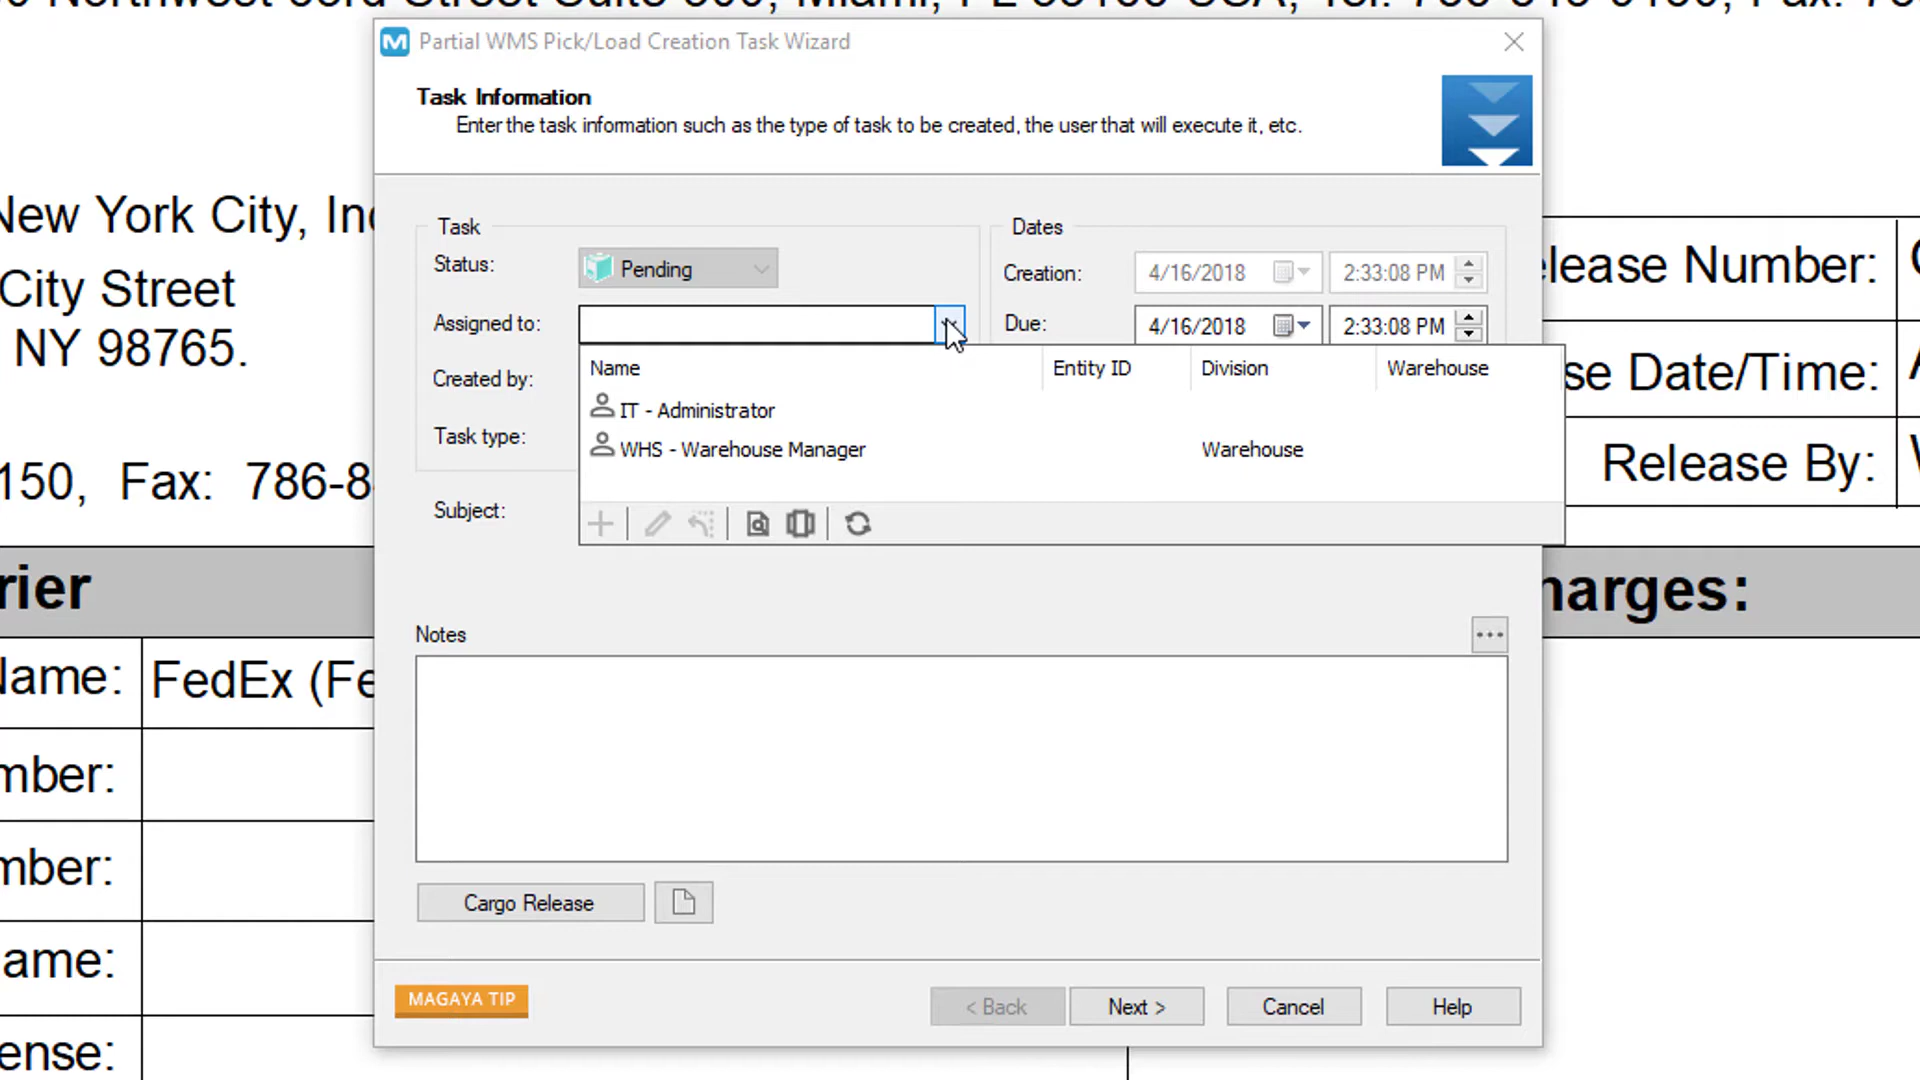 Partial WMS Pick/Load Creation Task Wizard
Task Information
Enter the task information such as the type of task to be created, the user that will execute it, etc.
New York City,
City Street
NY 98765.
150, Fax: 786-8
Task
Status: Pending
Assigned to:
Created by:
Task type:
Subject:
Dates
Creation: 4/16/2018 2:33:08 PM
Due: 4/16/2018 2:33:08 PM
Name Entity ID Division Warehouse
IT - Administrator
WHS - Warehouse Manager Warehouse
elease Number:
se Date/Time:
Release By:
rier
harges:
Name: FedEx (Fe
mber:
mber:
ame:
ense:
Notes
Cargo Release
MAGAYA TIP
< Back Next > Cancel Help